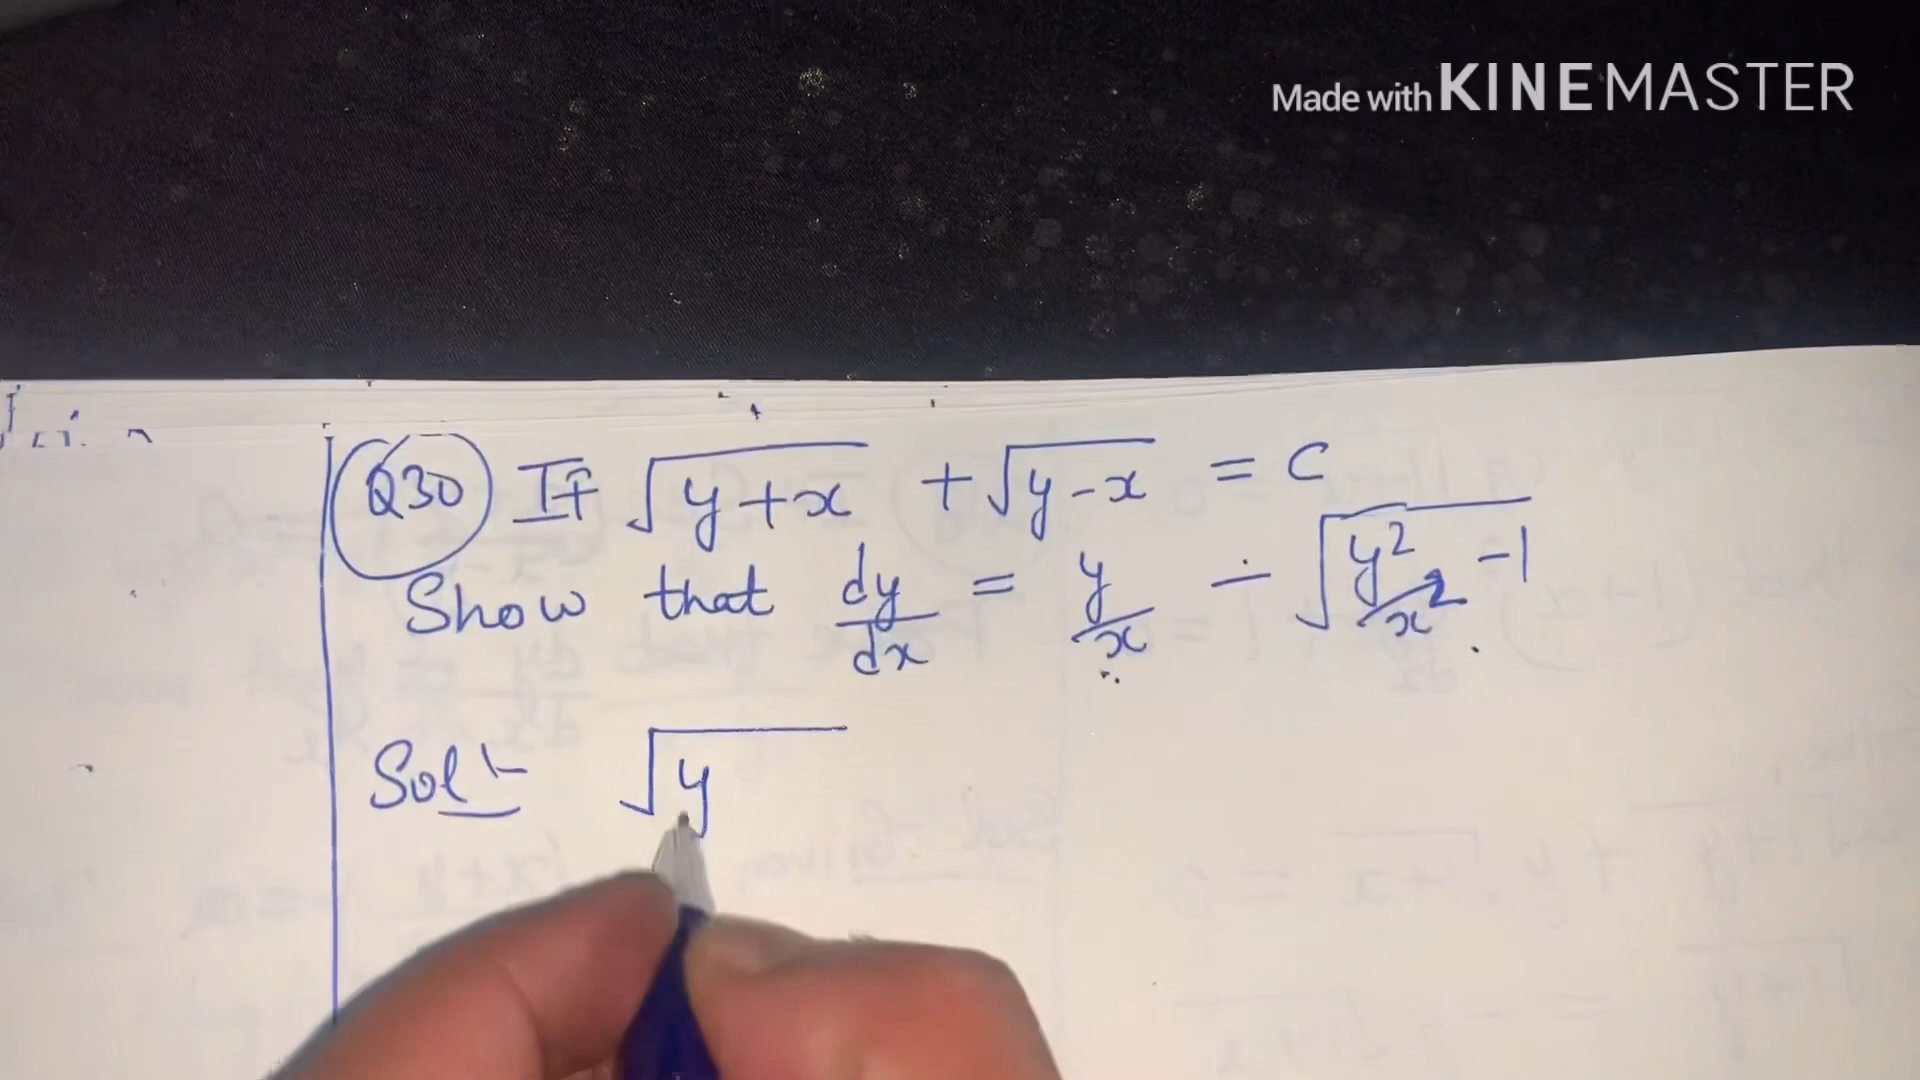 Made with KINEMASTER
Q30 If √(y+x) + √(y-x) = C
Show that dy/dx = y/x ÷ √(y²/x² -1) .
Sol:- √y